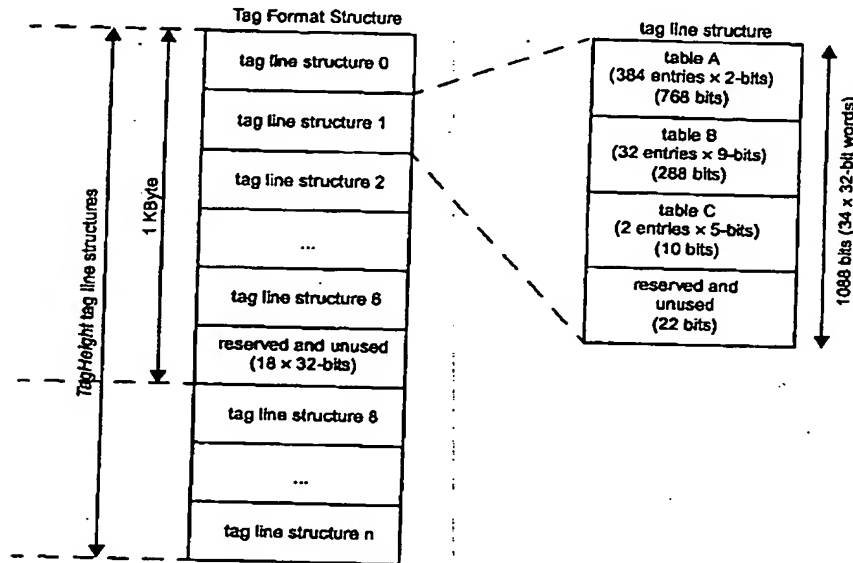 Tag Format Structure
tag line structure 0
tag line structure 1
tag line structure 2
...
tag line structure 6
reserved and unused
(18 x 32-bits)
tag line structure 8
...
tag line structure n
TagHeight tag line structures
1 KByte
tag line structure
table A
(384 entries × 2-bits)
(768 bits)
table B
(32 entries × 9-bits)
(288 bits)
table C
(2 entries × 5-bits)
(10 bits)
reserved and
unused
(22 bits)
1088 bits (34 x 32-bit words)